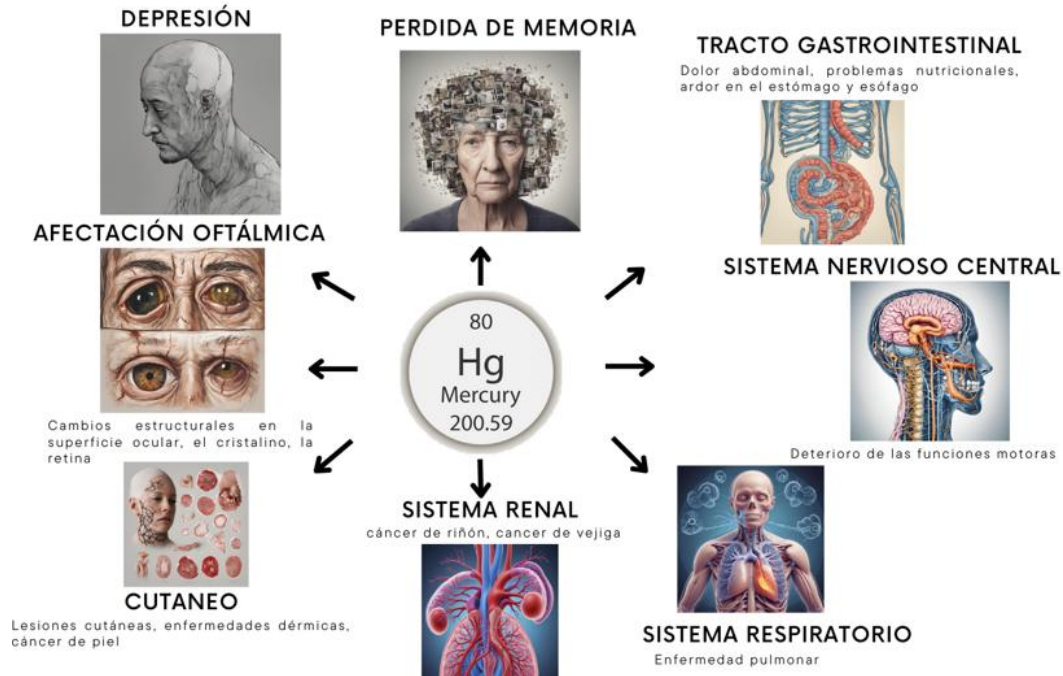 DEPRESIÓN
PERDIDA DE MEMORIA
TRACTO GASTROINTESTINAL
Dolor abdominal, problemas nutricionales,
ardor en el estómago y esófago
AFECTACIÓN OFTÁLMICA
Cambios estructurales en la
superficie ocular, el cristalino, la
retina
80
Hg
Mercury
200.59
SISTEMA NERVIOSO CENTRAL
Deterioro de las funciones motoras
CUTANEO
Lesiones cutáneas, enfermedades dérmicas,
cáncer de piel
SISTEMA RENAL
cáncer de riñón, cancer de vejiga
SISTEMA RESPIRATORIO
Enfermedad pulmonar